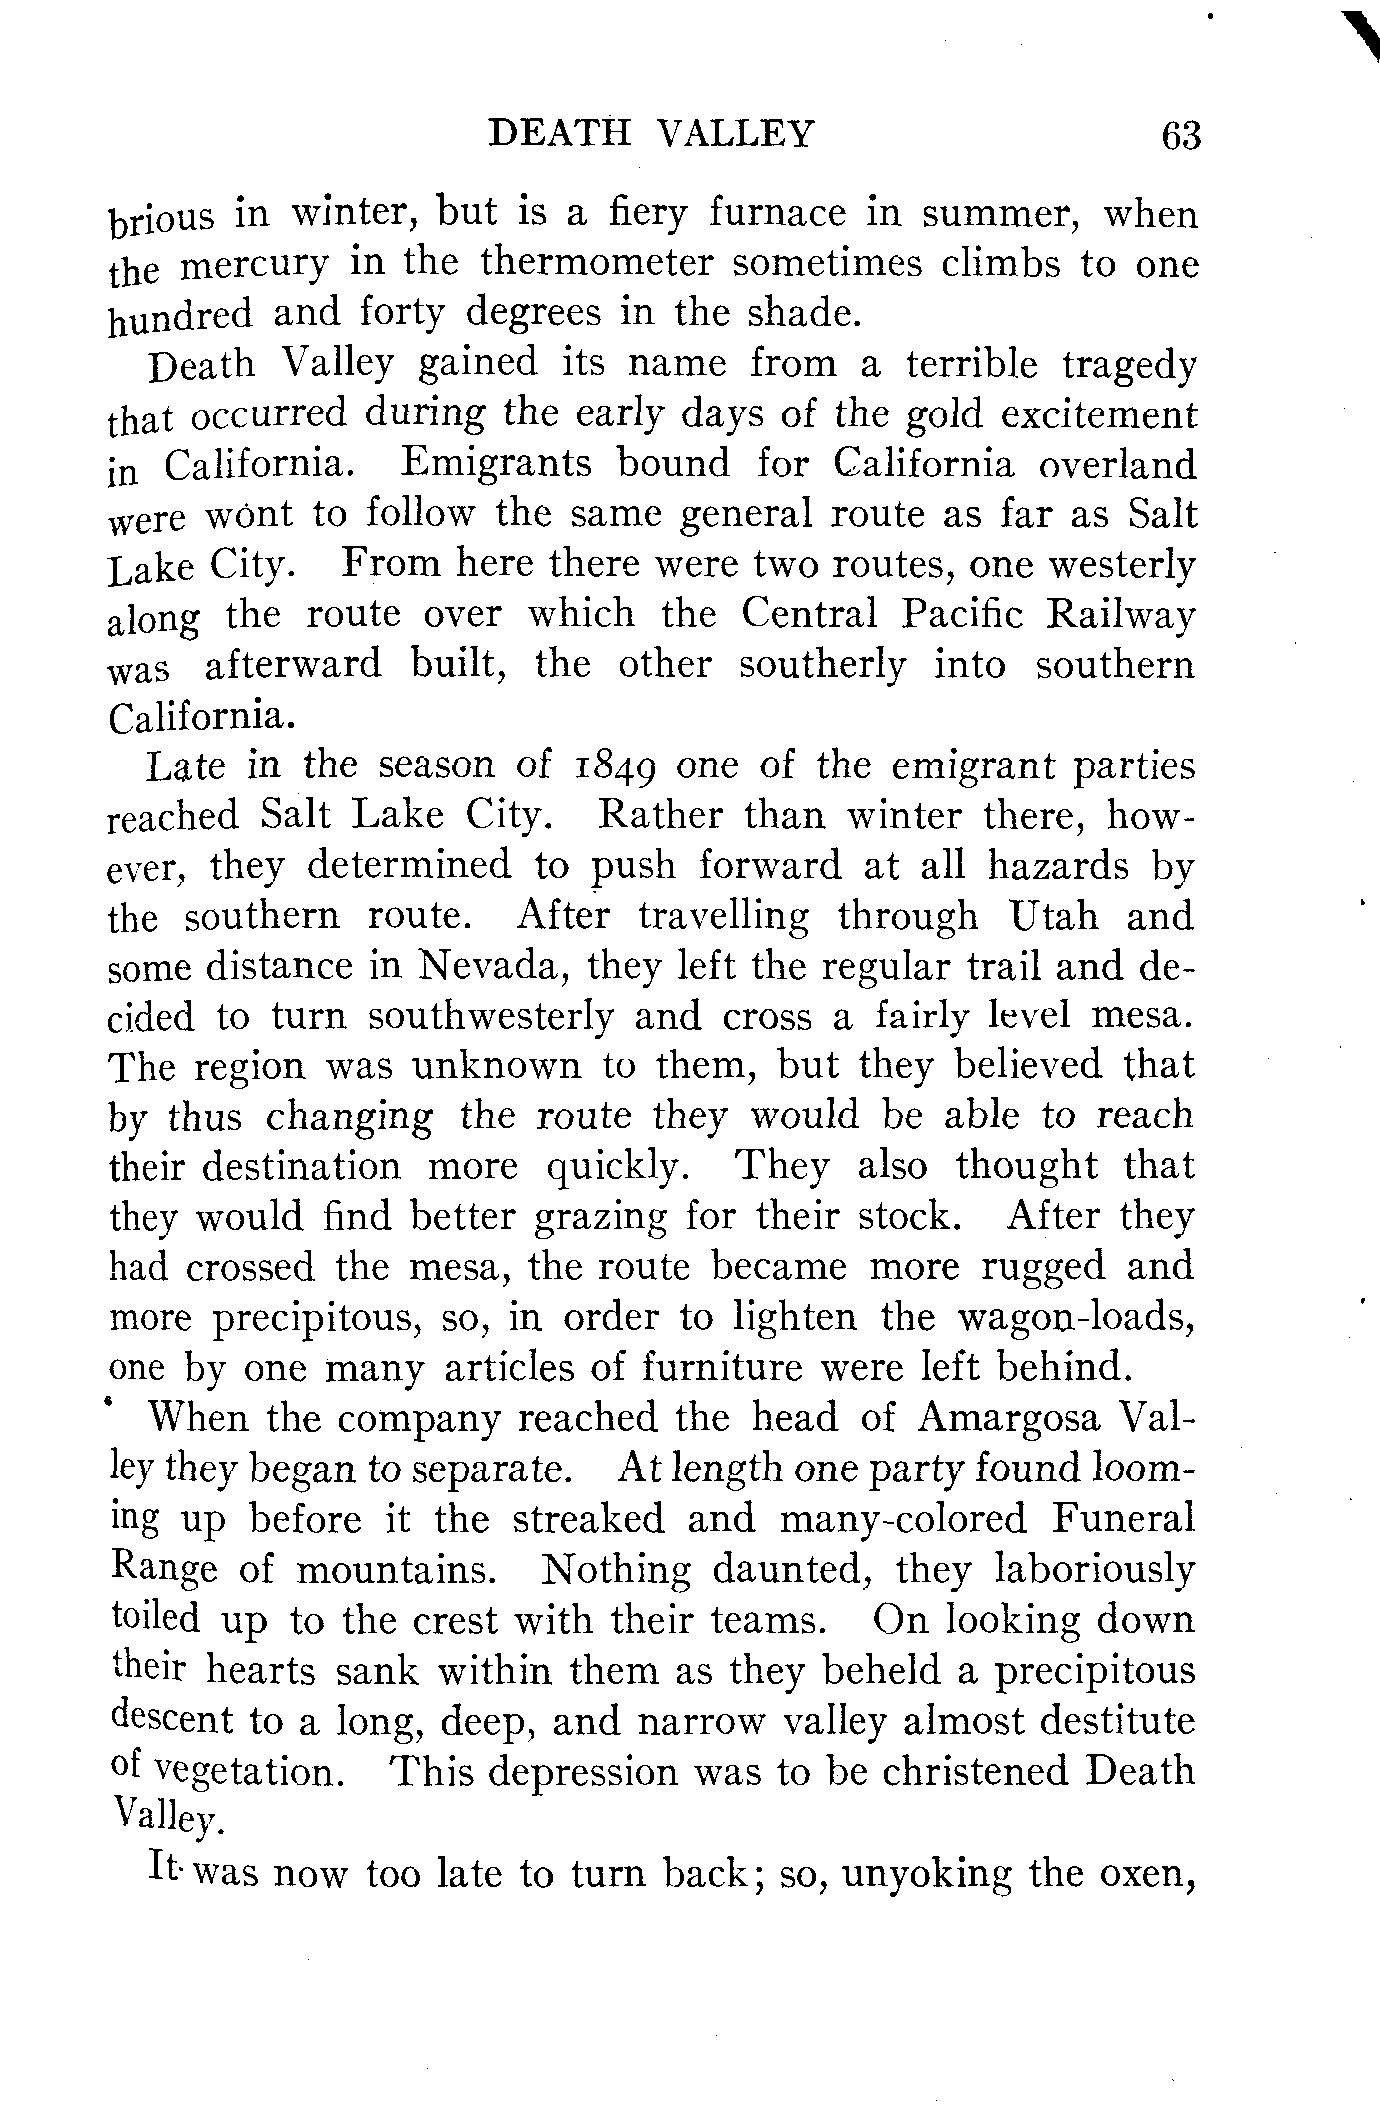 DEATH VALLEY 63
brious in winter, but is a fiery furnace in summer, when
the mercury in the thermometer sometimes climbs to one
hundred and forty degrees in the shade.
Death Valley gained its name from a terrible tragedy
that occurred during the early days of the gold excitement
in California. Emigrants bound for California overland
were wont to follow the same general route as far as Salt
Lake City. From here there were two routes, one westerly
along the route over which the Central Pacific Railway
was afterward built, the other southerly into southern
California.
Late in the season of 1849 one of the emigrant parties
reached Salt Lake City. Rather than winter there, how-
ever, they determined to push forward at all hazards by
the southern route. After travelling through Utah and
some distance in Nevada, they left the regular trail and de-
cided to turn southwesterly and cross a fairly level mesa.
The region was unknown to them, but they believed that
by thus changing the route they would be able to reach
their destination more quickly. They also thought that
they would find better grazing for their stock. After they
had crossed the mesa, the route became more rugged and
more precipitous, so, in order to lighten the wagon-loads,
one by one many articles of furniture were left behind.
When the company reached the head of Amargosa Val-
ley they began to separate. At length one party found loom-
ing up before it the streaked and many-colored Funeral
Range of mountains. Nothing daunted, they laboriously
toiled up to the crest with their teams. On looking down
their hearts sank within them as they beheld a precipitous
descent to a long, deep, and narrow valley almost destitute
of vegetation. This depression was to be christened Death
Valley.
It was now too late to turn back; so, unyoking the oxen,